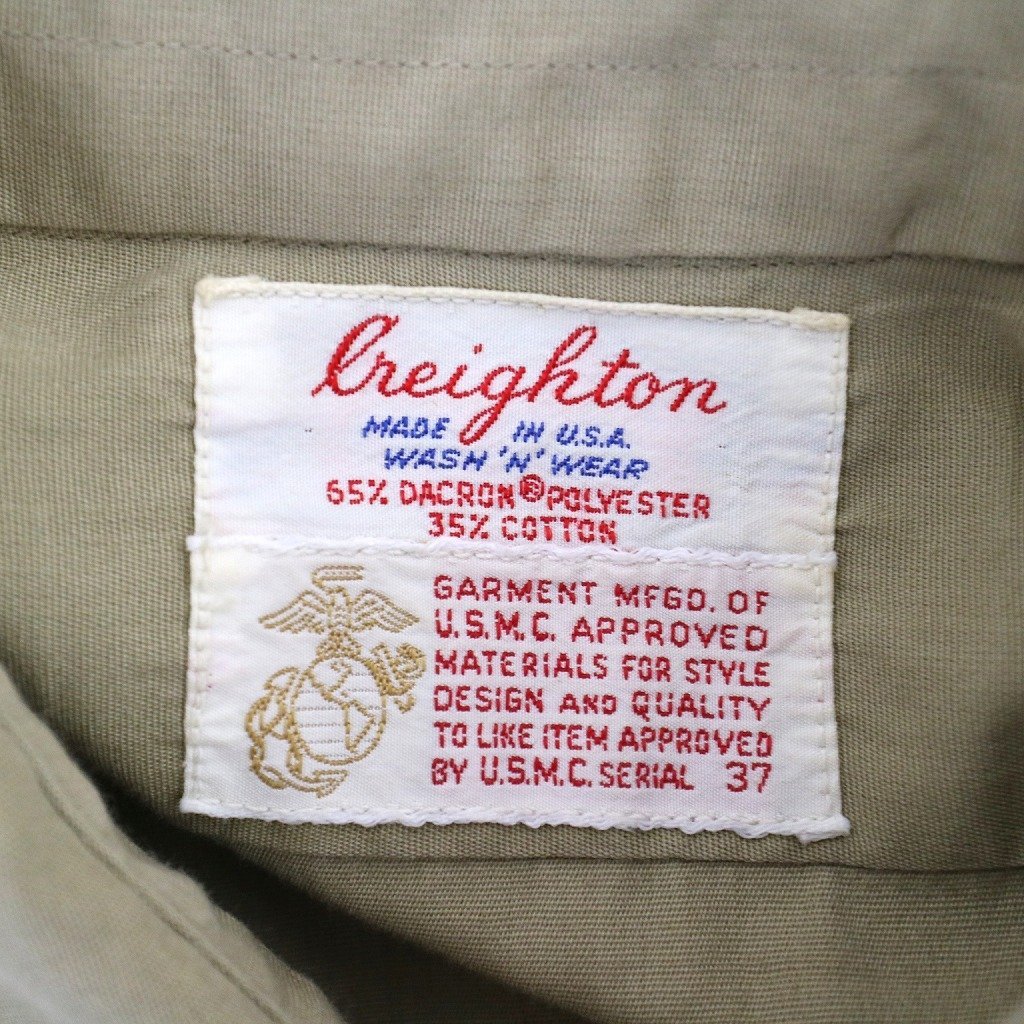 Creighton
MADE IN U.S.A.
WASH 'N' WEAR
65% DACRON® POLYESTER
35% COTTON
GARMENT MFGD. OF
U.S.M.C. APPROVED
MATERIALS FOR STYLE
DESIGN AND QUALITY
TO LIKE ITEM APPROVED
BY U.S.M.C. SERIAL 37